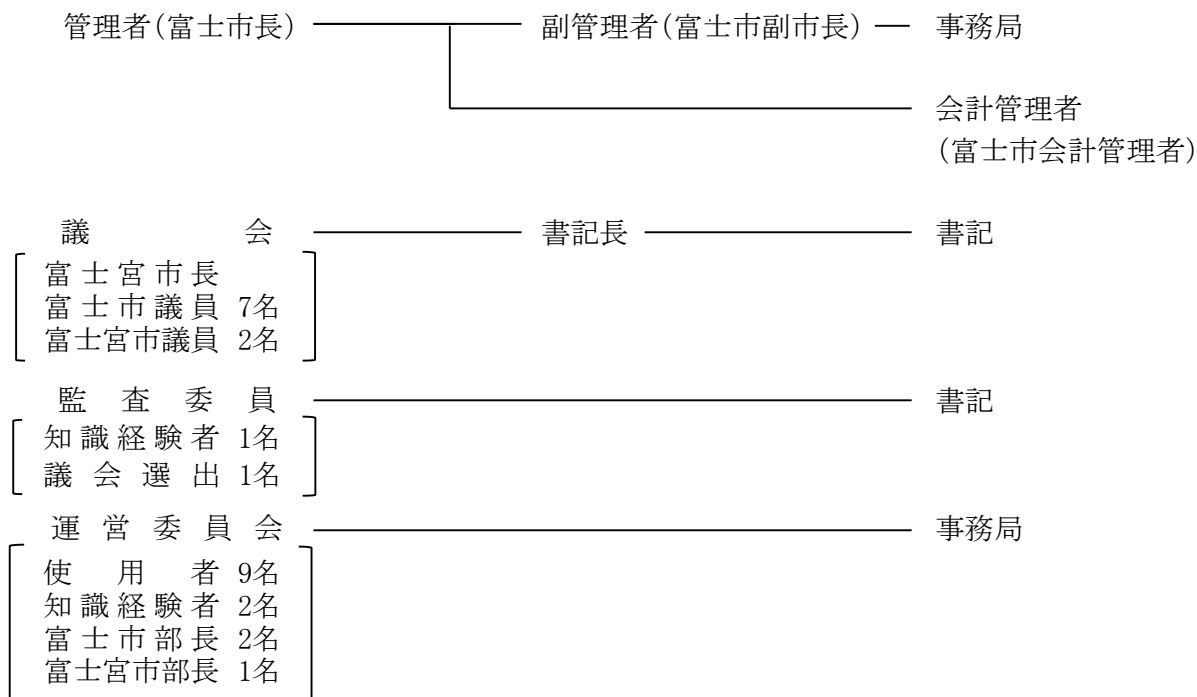 管理者(富士市長) 副管理者(富士市副市長) 事務局
会計管理者
(富士市会計管理者)
議会 書記長 書記
富士宮市長
富士市議員 7名
富士宮市議員 2名
監査委員 書記
知識経験者 1名
議会選出 1名
運営委員会 事務局
使用者 9名
知識経験者 2名
富士市部長 2名
富士宮市部長 1名